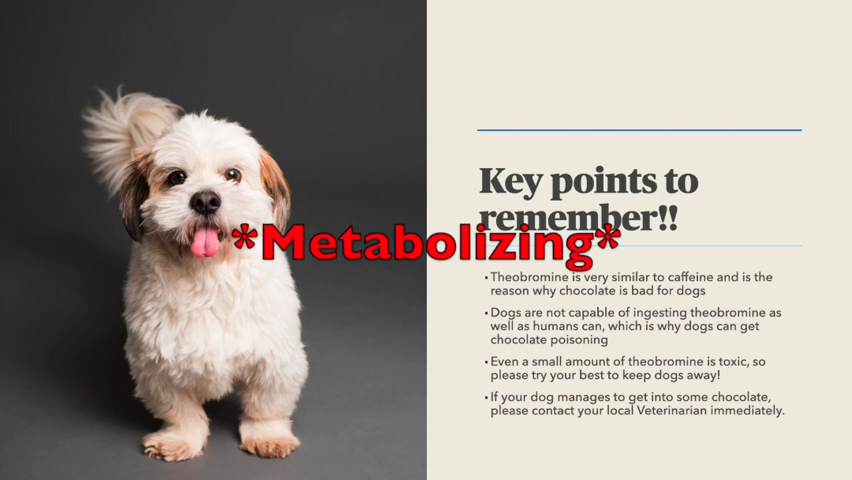 Key points to
remember!!
*Metabolizing*
•Theobromine is very similar to caffeine and is the
reason why chocolate is bad for dogs
•Dogs are not capable of ingesting theobromine as
well as humans can, which is why dogs can get
chocolate poisoning
•Even a small amount of theobromine is toxic, so
please try your best to keep dogs away!
•If your dog manages to get into some chocolate,
please contact your local Veterinarian immediately.